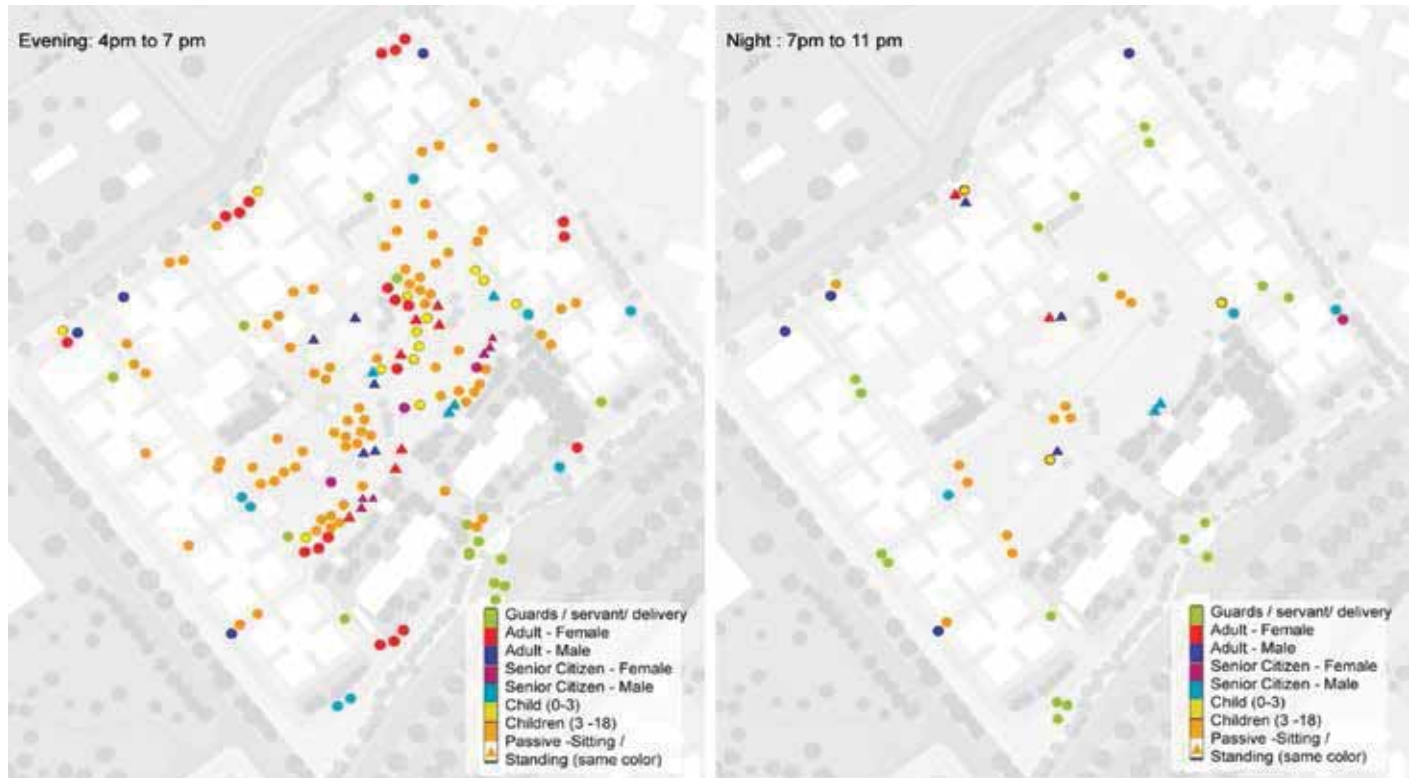 Evening: 4pm to 7 pm
Guards / servant/ delivery
Adult - Female
Adult - Male
Senior Citizen - Female
Senior Citizen - Male
Child (0-3)
Children (3 -18)
Passive -Sitting /
Standing (same color)
Night : 7pm to 11 pm
Guards / servant/ delivery
Adult - Female
Adult - Male
Senior Citizen - Female
Senior Citizen - Male
Child (0-3)
Children (3 -18)
Passive -Sitting /
Standing (same color)